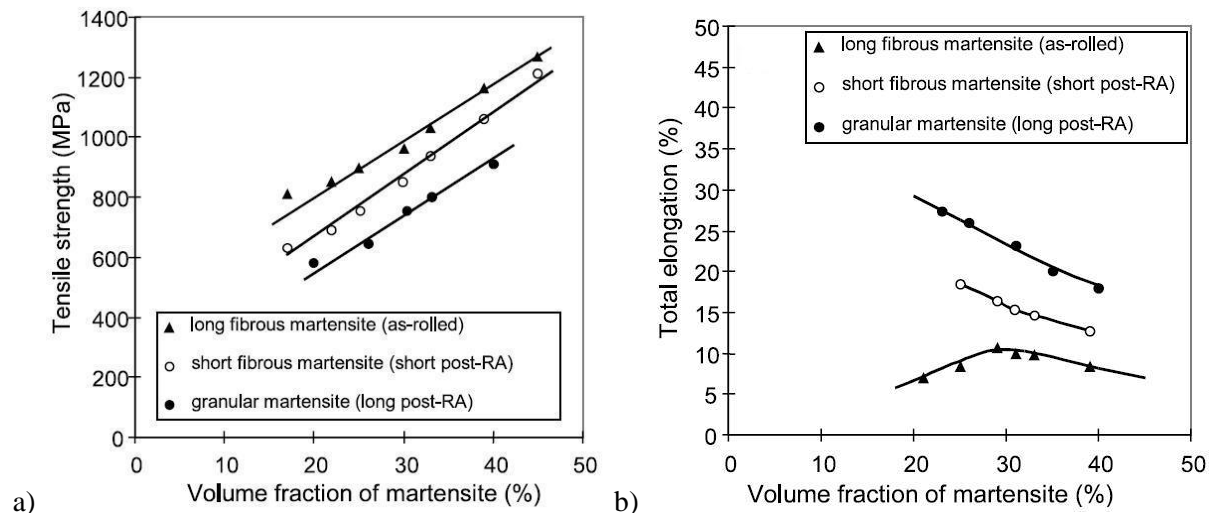 1400
1200
1000
800
600
400
200
0
Tensile strength (MPa)
long fibrous martensite (as-rolled)
short fibrous martensite (short post-RA)
granular martensite (long post-RA)
0 10 20 30 40 50
Volume fraction of martensite (%)
a)
50
45
40
35
30
25
20
15
10
5
0
Total elongation (%)
long fibrous martensite (as-rolled)
short fibrous martensite (short post-RA)
granular martensite (long post-RA)
0 10 20 30 40 50
Volume fraction of martensite (%)
b)